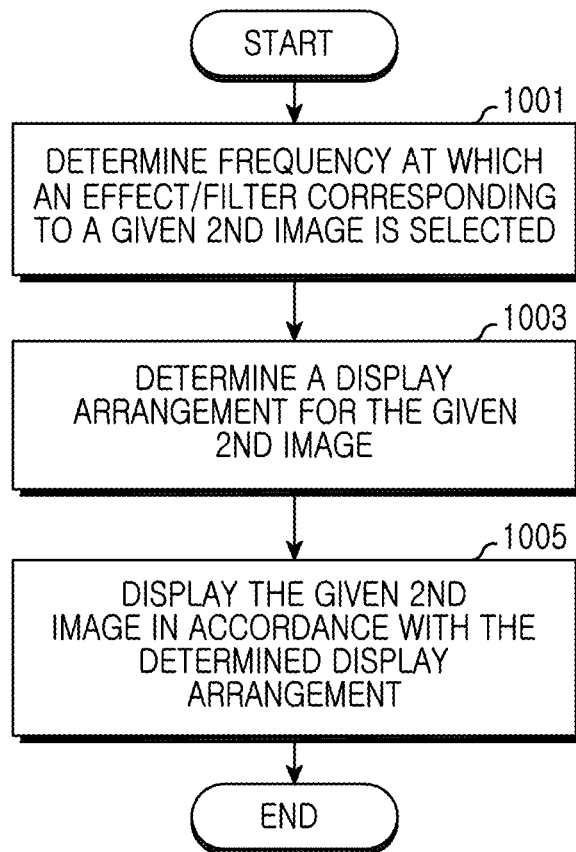 START
1001
DETERMINE FREQUENCY AT WHICH
AN EFFECT/FILTER CORRESPONDING
TO A GIVEN 2ND IMAGE IS SELECTED
1003
DETERMINE A DISPLAY
ARRANGEMENT FOR THE GIVEN
2ND IMAGE
1005
DISPLAY THE GIVEN 2ND
IMAGE IN ACCORDANCE WITH THE
DETERMINED DISPLAY
ARRANGEMENT
END